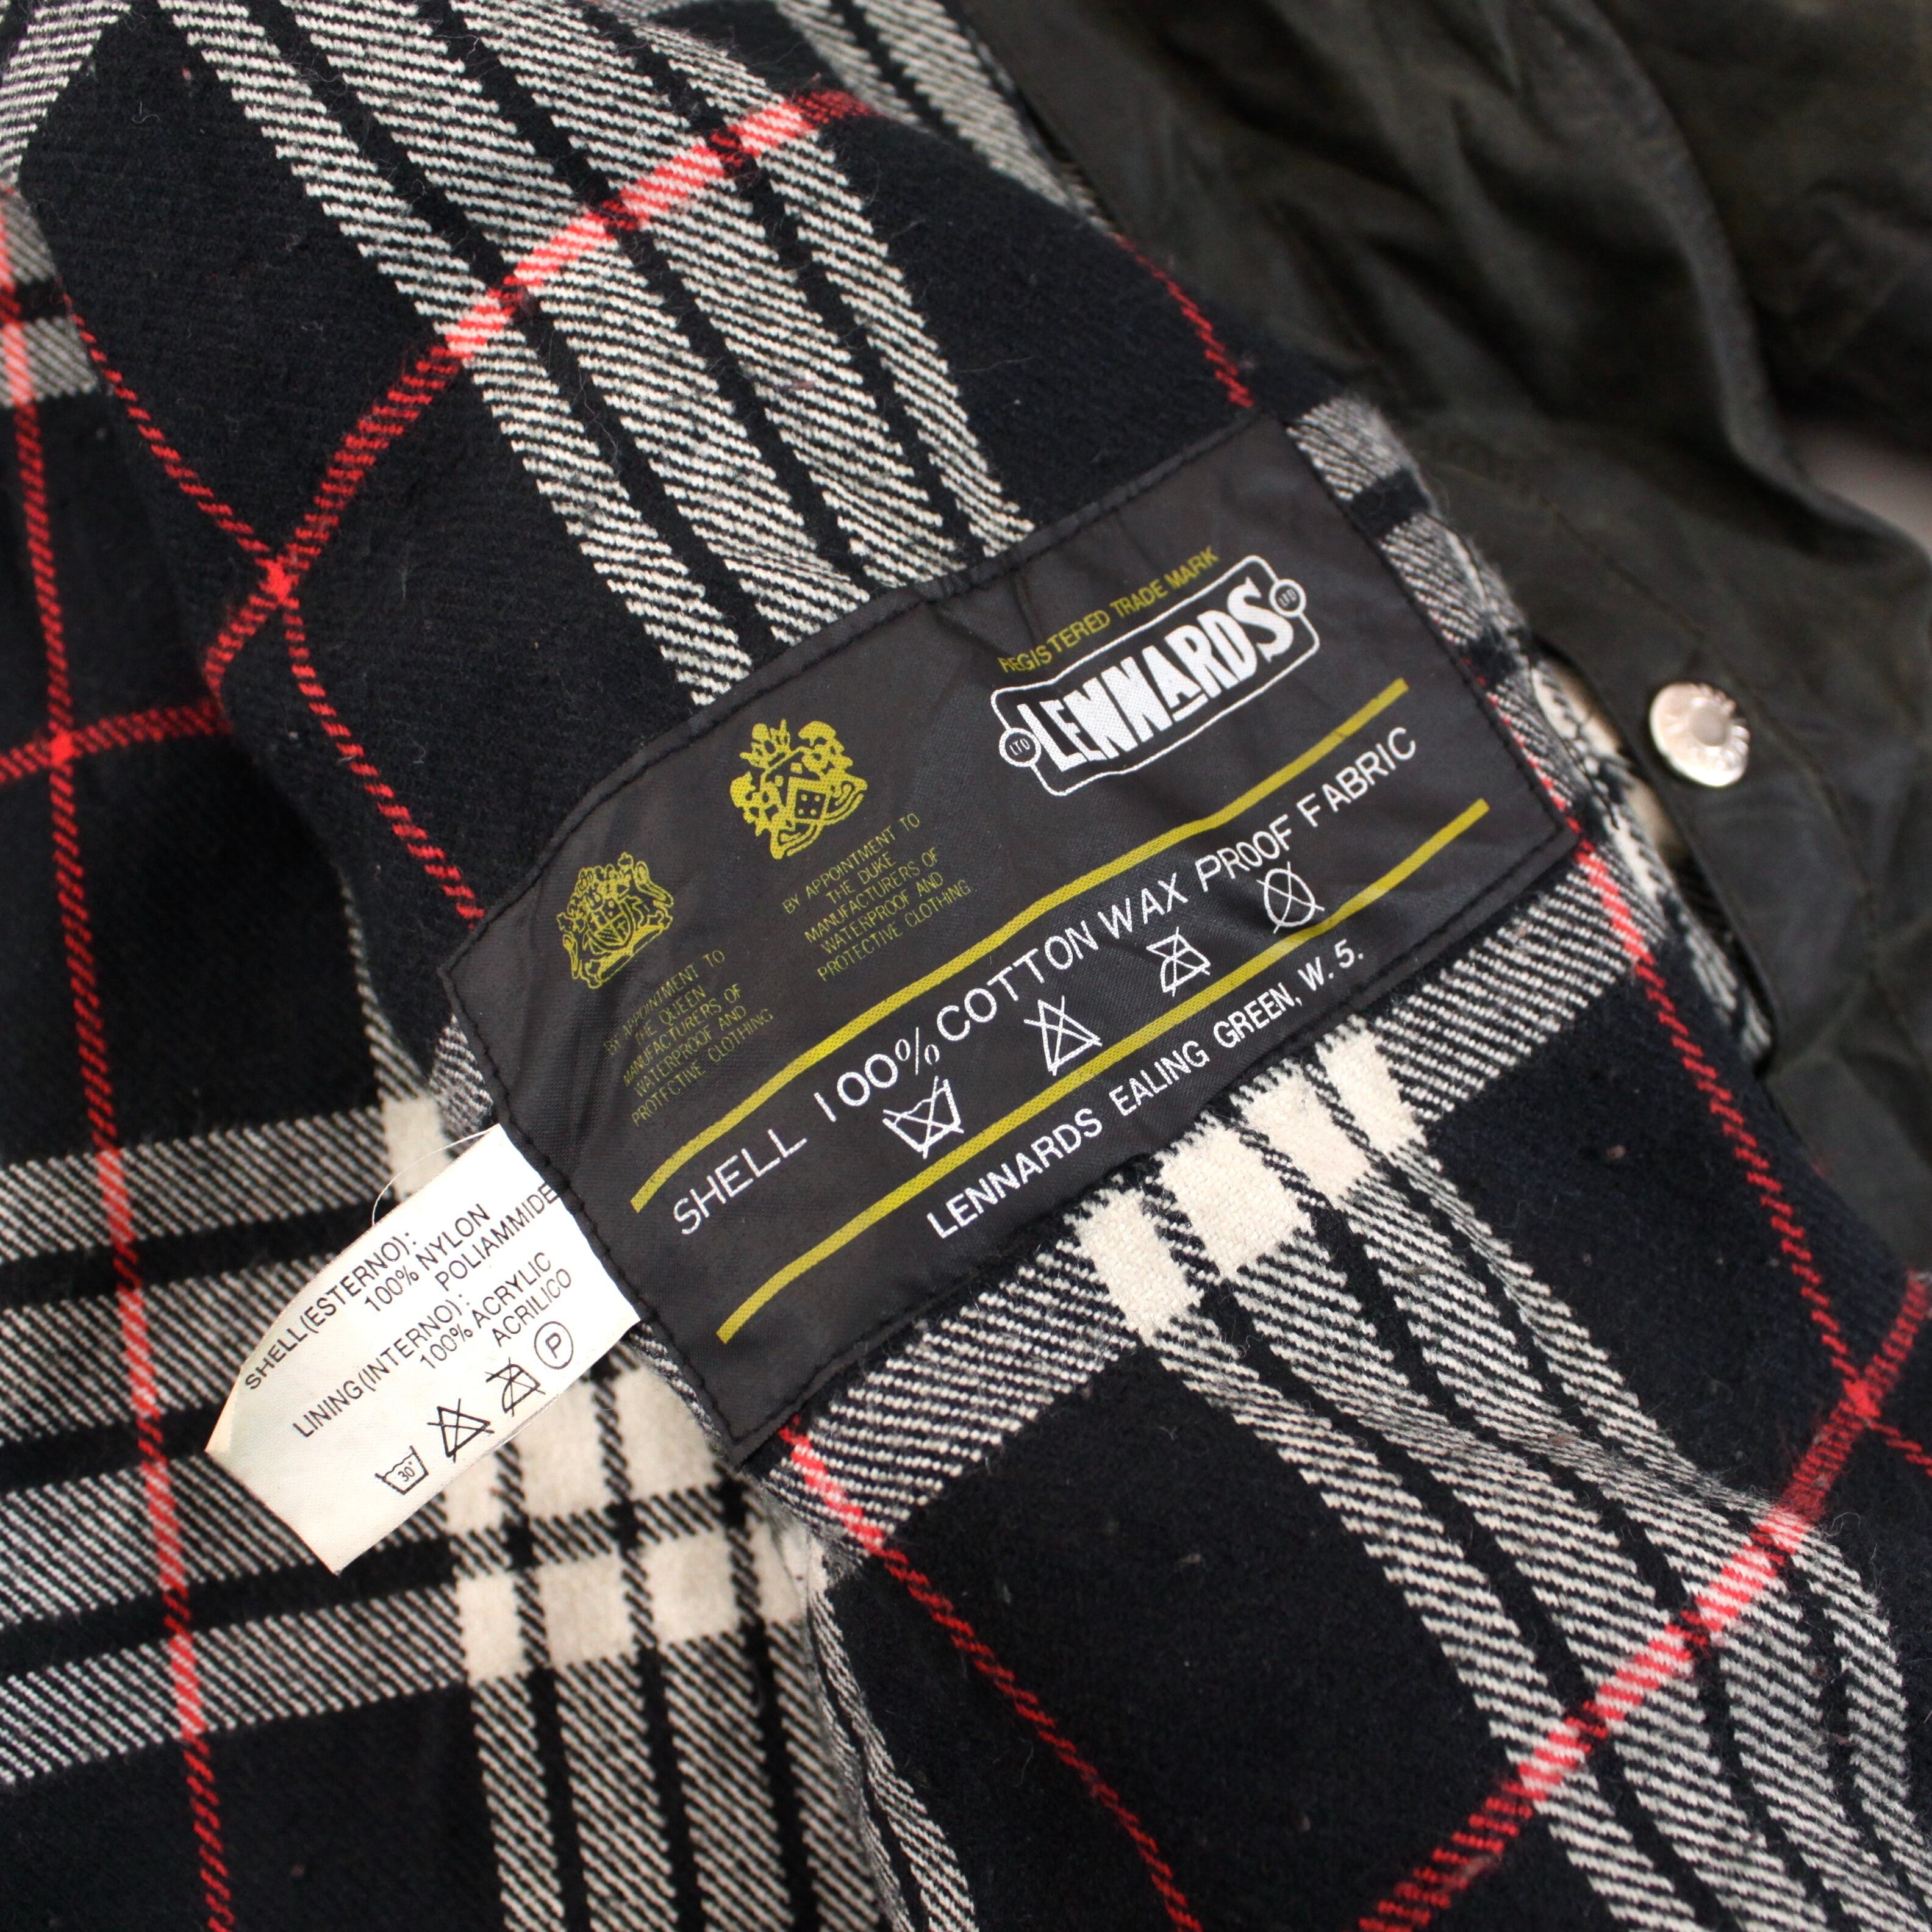 REGISTERED TRADE MARK
LTD LENNARDS LTD
BY APPOINTMENT TO
THE QUEEN
MANUFACTURERS OF
WATERPROOF AND
PROTFCTIVE CLOTHING
BY APPOINTMENT TO
THE DUKE
MANUFACTURERS OF
WATERPROOF AND
PROTECTIVE CLOTHING
SHELL 100% COTTON WAX PROOF FABRIC
LENNARDS EALING GREEN, W. 5.
SHELL(ESTERNO):
100% NYLON
POLIAMMIDE
LINING(INTERNO):
100% ACRYLIC
ACRILICO
30°
P